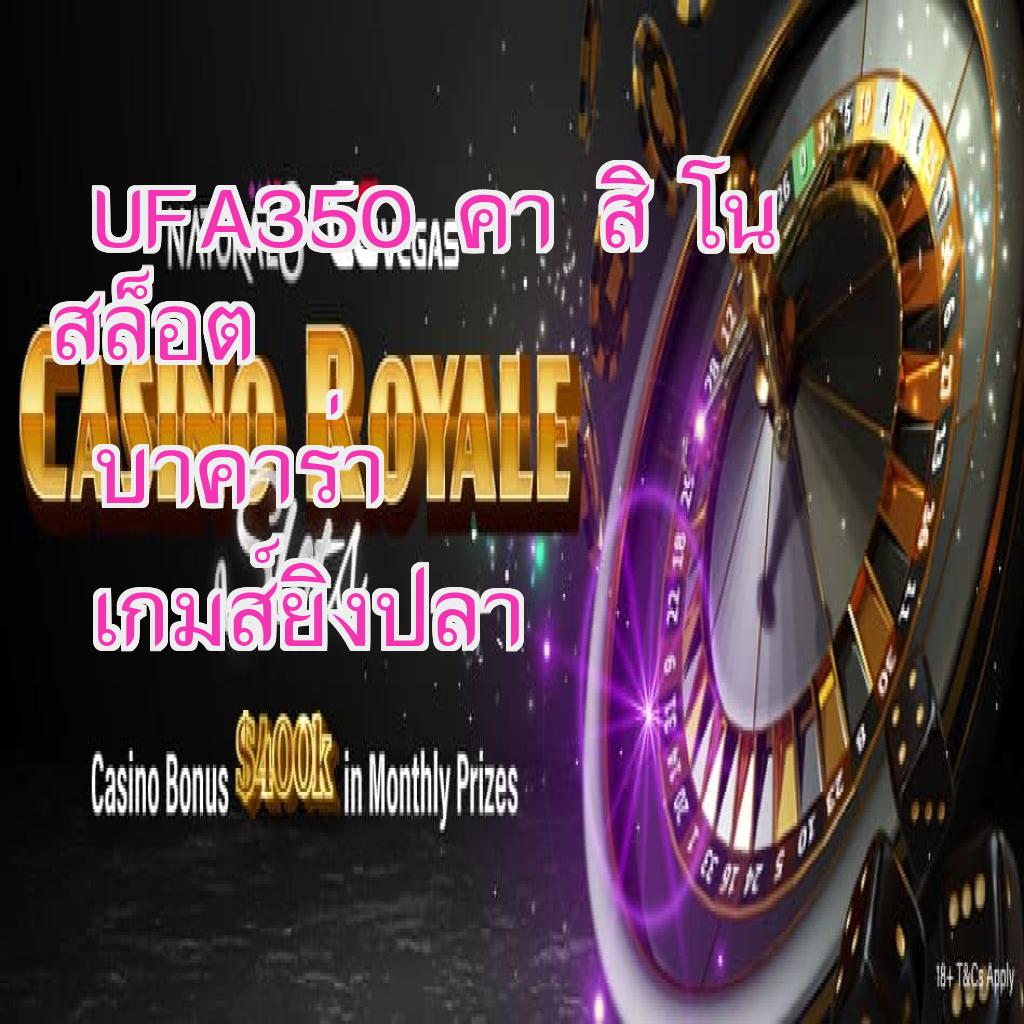 UFA350 คา สิ โน
สล็อต
CASINO ROYALE
บาคาร่า
Slots
เกมส์ยิงปลา
Casino Bonus $400k in Monthly Prizes
18+ T&Cs Apply